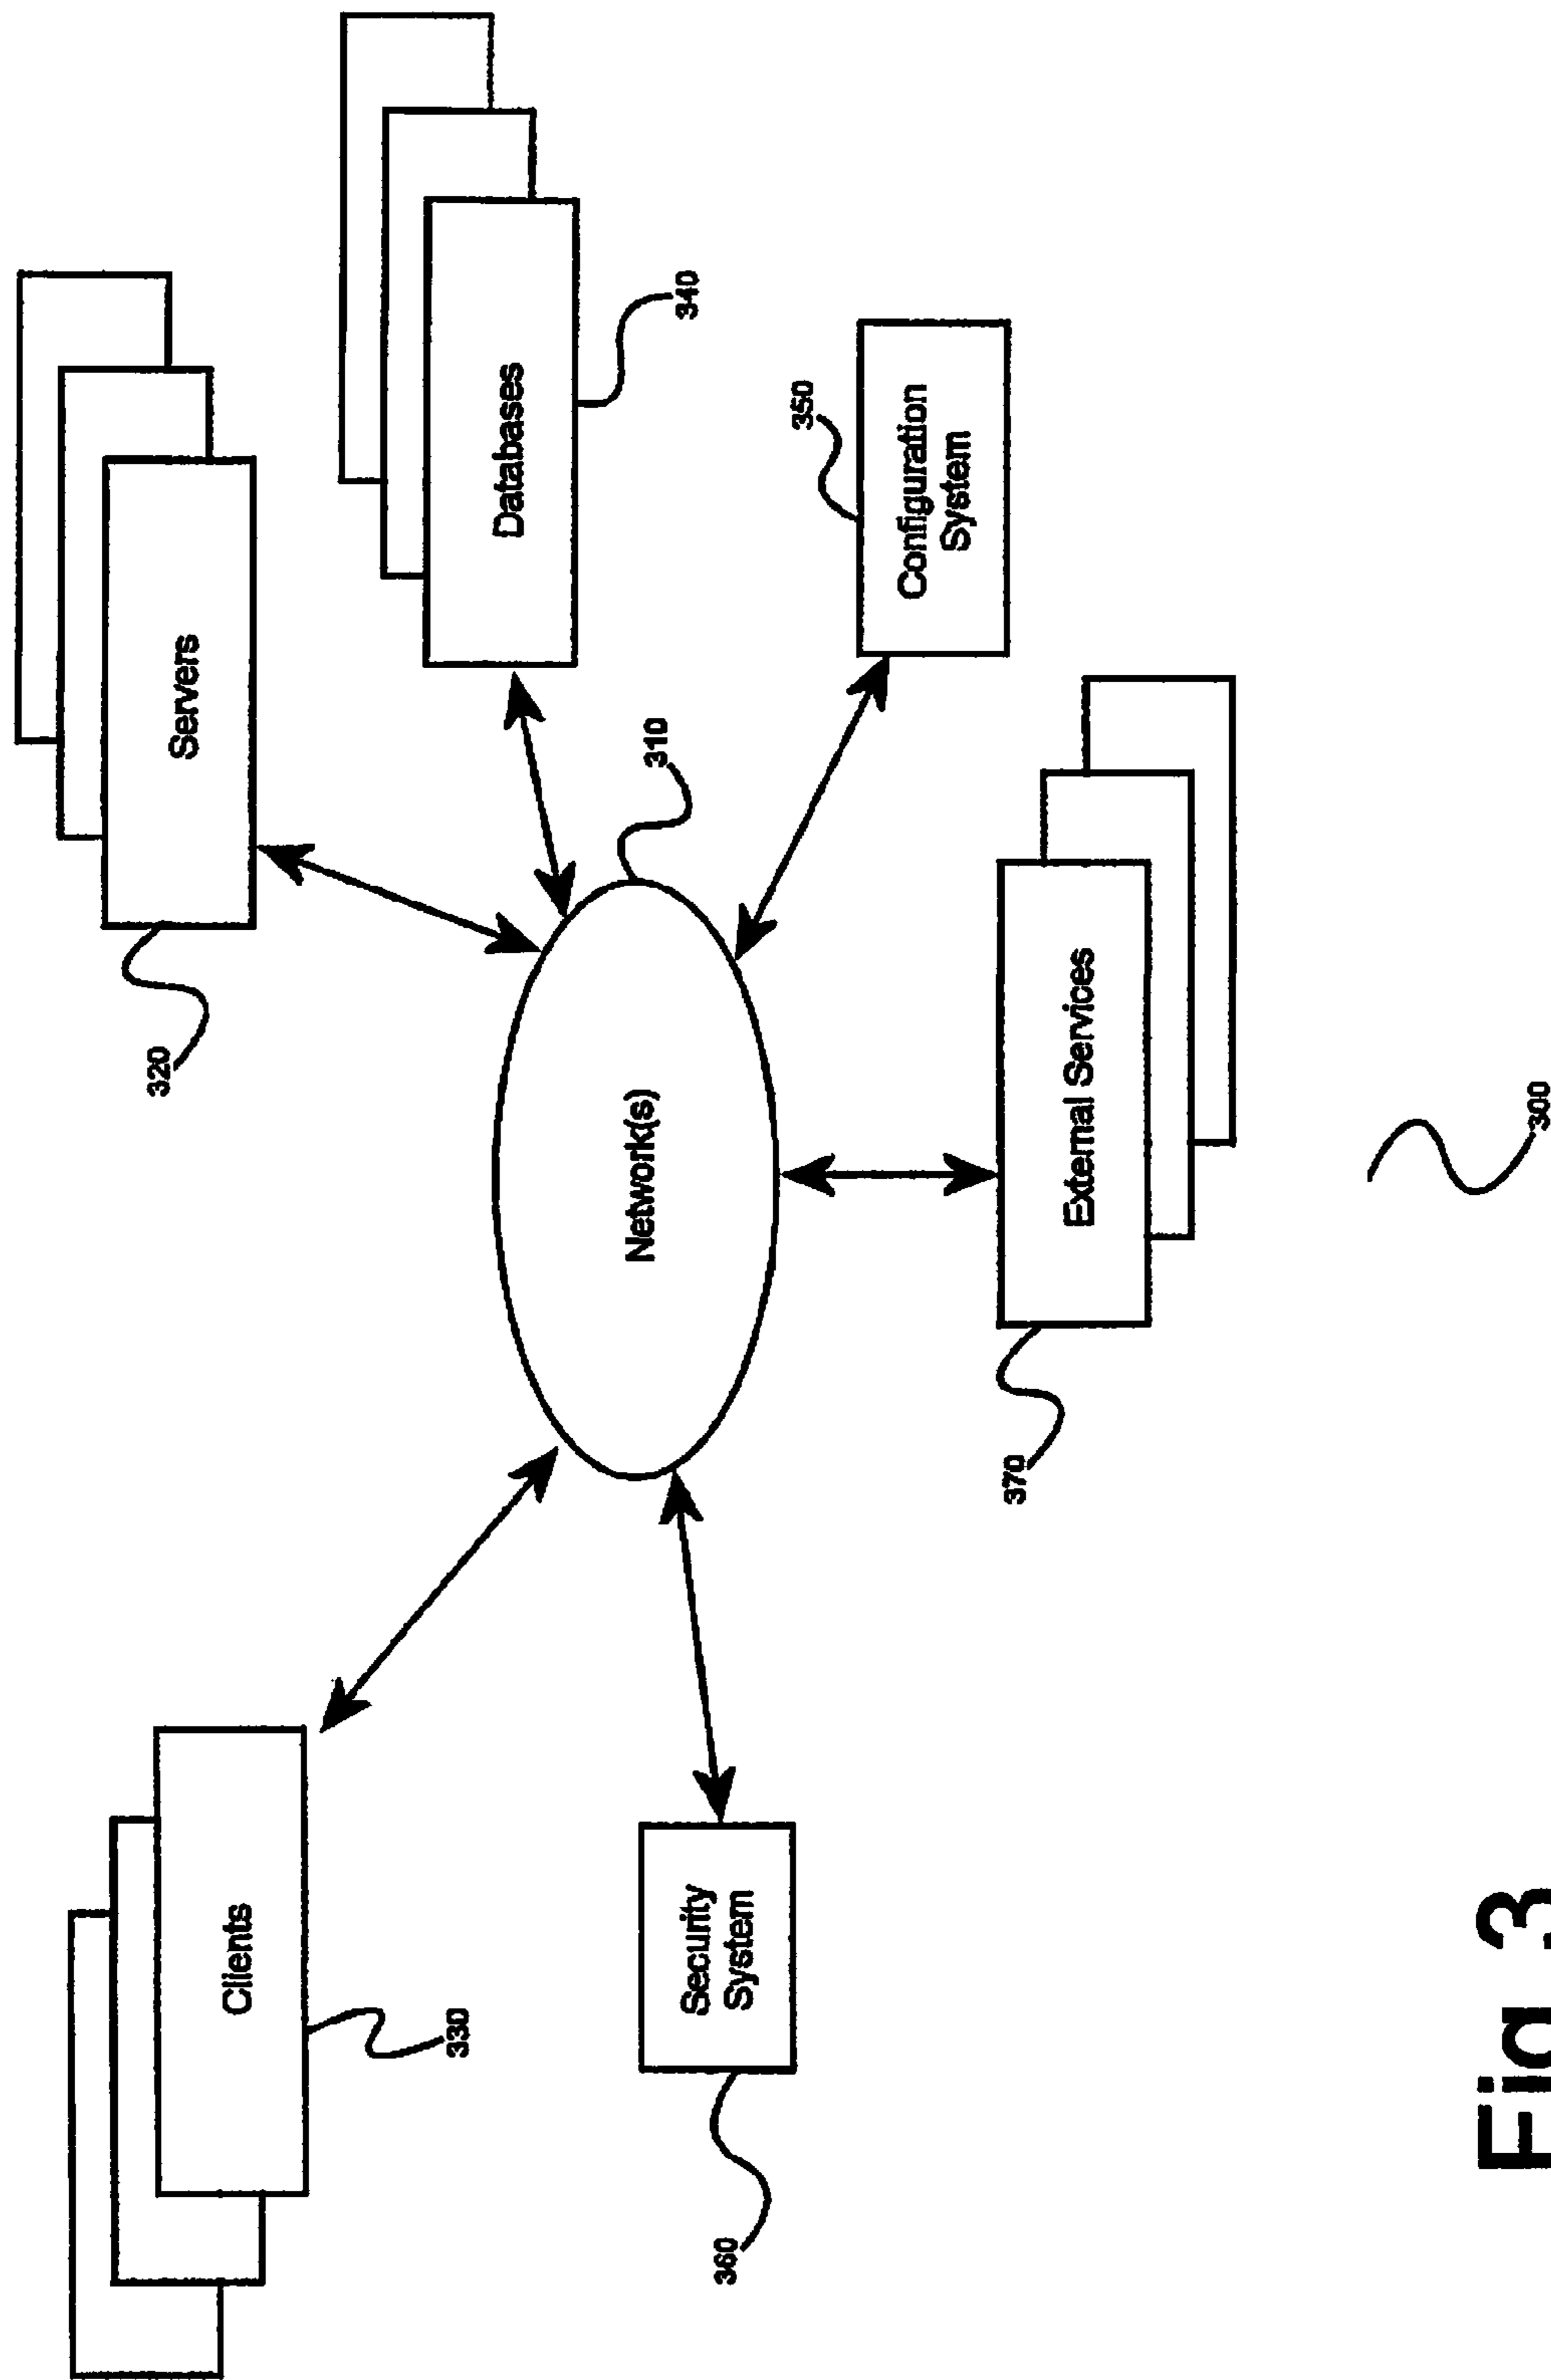 320
Servers
Clients
330
Databases
340
Network(s)
310
Security
System
360
350
Configuration
System
External Services
370
300
Fig. 3